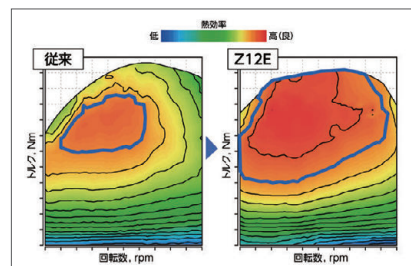 熱効率
低 高(良)
従来
Z12E
トルク, Nm
トルク, Nm
回転数, rpm
回転数, rpm